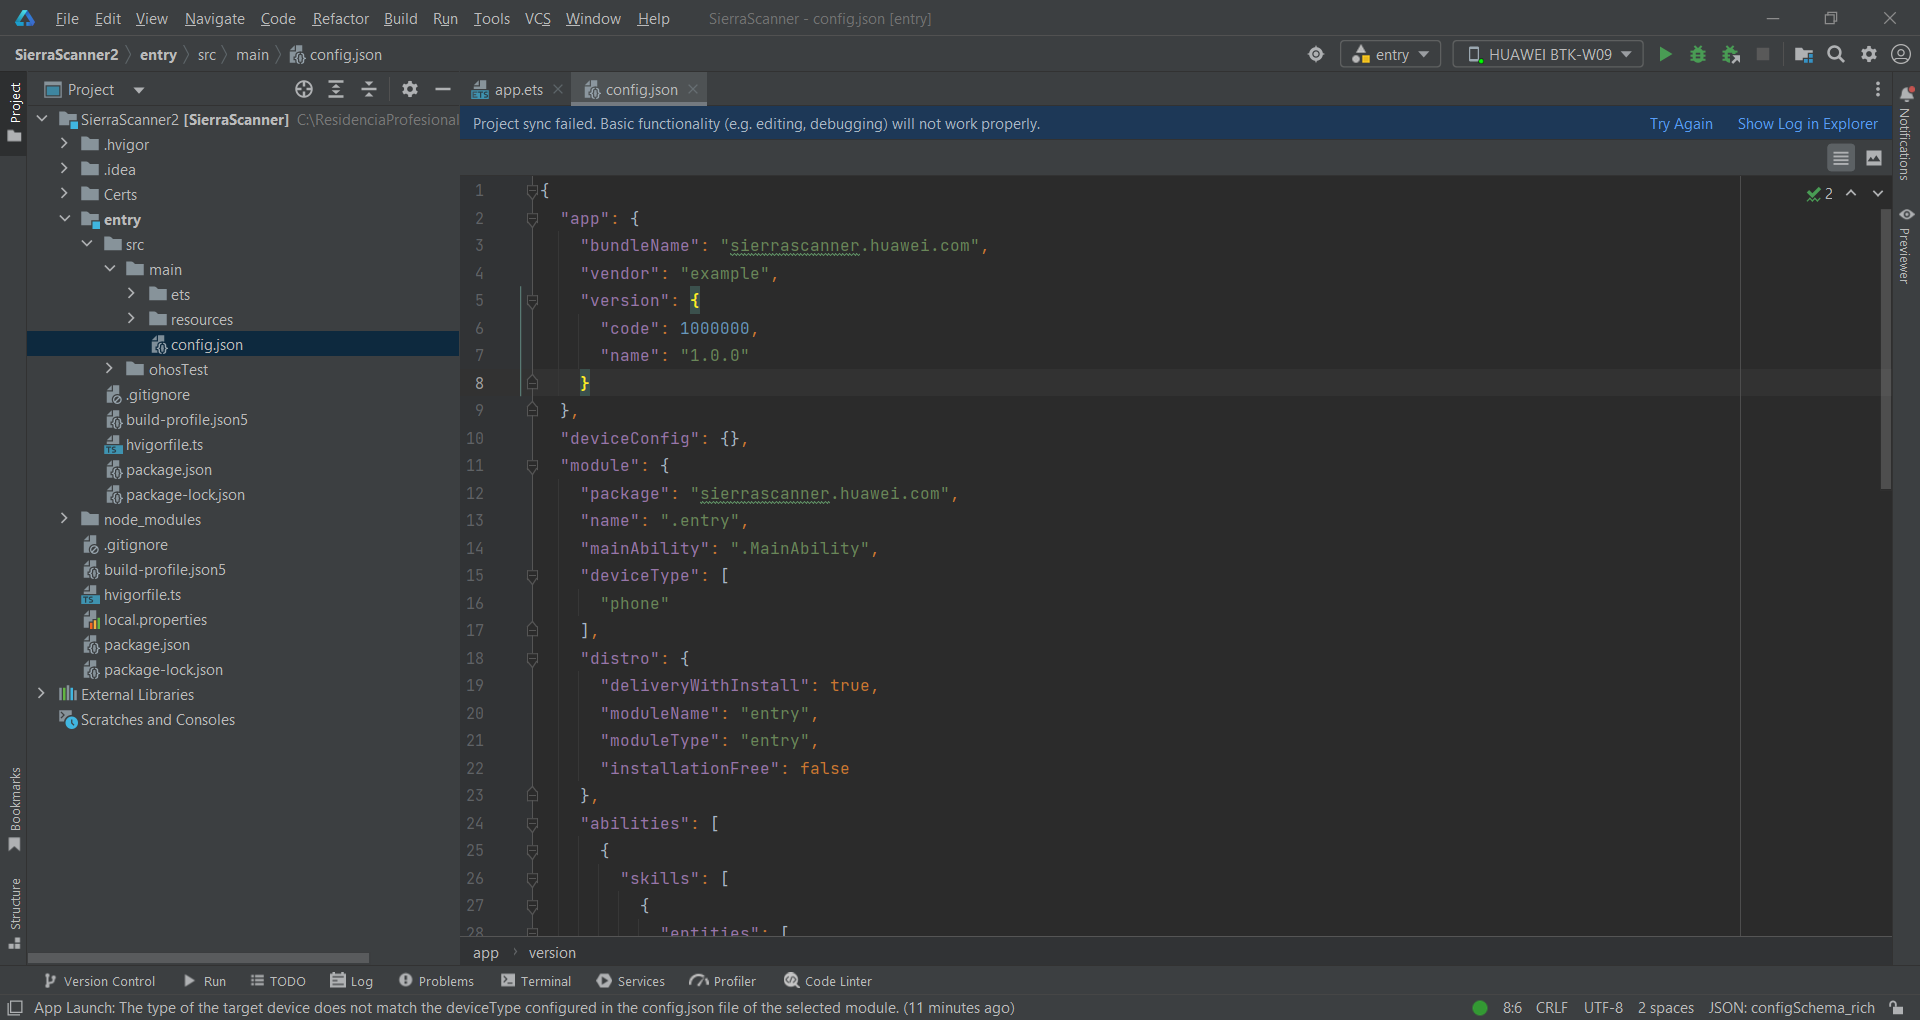 File Edit View Navigate Code Refactor Build Run Tools VCS Window Help SierraScanner - config.json [entry]
SierraScanner2 entry src main config.json entry HUAWEI BTK-W09
Project
Project
app.ets config.json
SierraScanner2 [SierraScanner] C:\ResidenciaProfesional
.hvigor
.idea
Certs
entry
src
main
ets
resources
config.json
ohosTest
.gitignore
build-profile.json5
hvigorfile.ts
package.json
package-lock.json
node_modules
.gitignore
build-profile.json5
hvigorfile.ts
local.properties
package.json
package-lock.json
External Libraries
Scratches and Consoles
Bookmarks
Structure
Project sync failed. Basic functionality (e.g. editing, debugging) will not work properly. Try Again Show Log in Explorer
Notifications
Previewer
2
1 {
2 "app": {
3 "bundleName": "sierrascanner.huawei.com",
4 "vendor": "example",
5 "version": {
6 "code": 1000000,
7 "name": "1.0.0"
8 }
9 },
10 "deviceConfig": {},
11 "module": {
12 "package": "sierrascanner.huawei.com",
13 "name": ".entry",
14 "mainAbility": ".MainAbility",
15 "deviceType": [
16 "phone"
17 ],
18 "distro": {
19 "deliveryWithInstall": true,
20 "moduleName": "entry",
21 "moduleType": "entry",
22 "installationFree": false
23 },
24 "abilities": [
25 {
26 "skills": [
27 {
28 "entities": [
app version
Version Control Run TODO Log Problems Terminal Services Profiler Code Linter
App Launch: The type of the target device does not match the deviceType configured in the config.json file of the selected module. (11 minutes ago) 8:6 CRLF UTF-8 2 spaces JSON: configSchema_rich